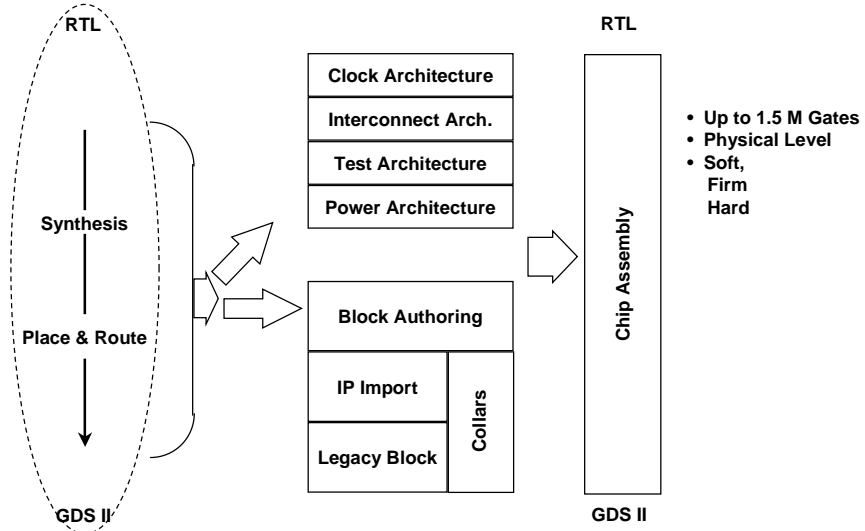 RTL
Synthesis
Place & Route
GDS II
Clock Architecture
Interconnect Arch.
Test Architecture
Power Architecture
Block Authoring
IP Import
Legacy Block
Collars
RTL
Chip Assembly
GDS II
• Up to 1.5 M Gates
• Physical Level
• Soft,
Firm
Hard